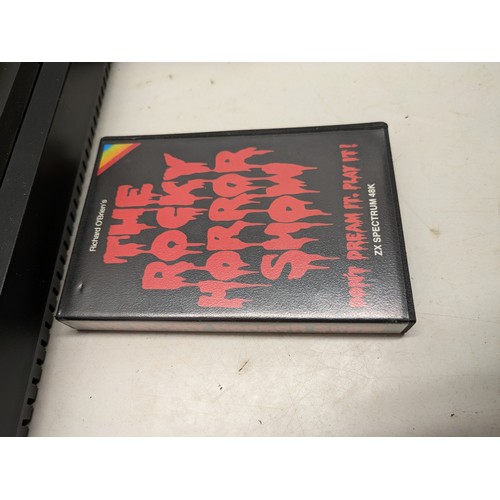 Richard O'Brien's
THE
ROCKY
HORROR
SHOW
DON'T DREAM IT. PLAY IT!
ZX SPECTRUM 48K